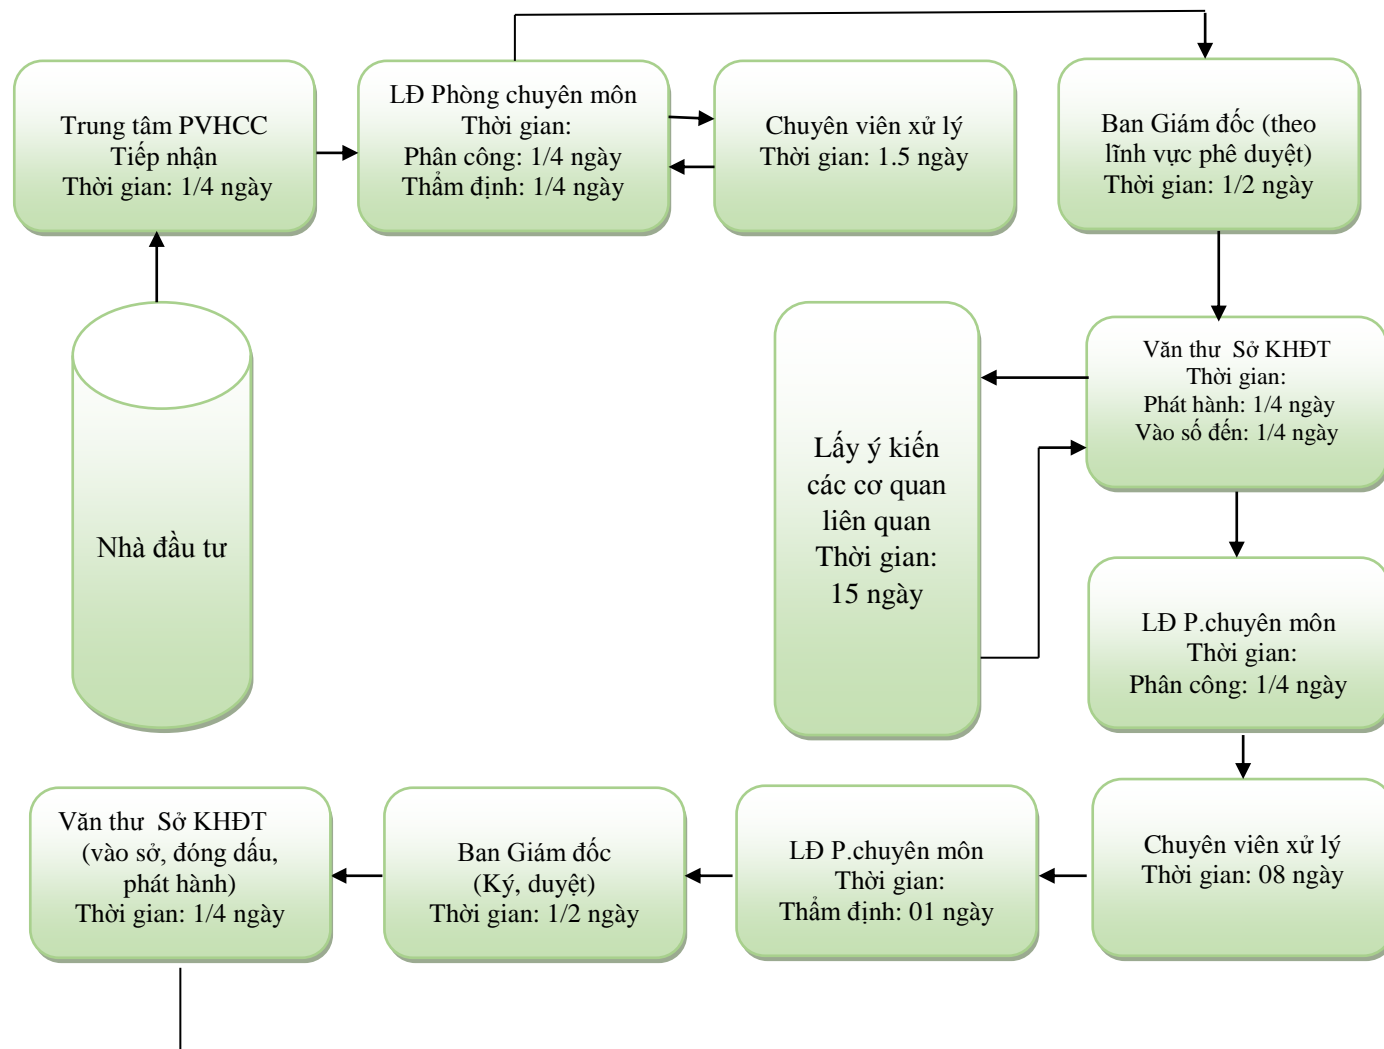 Trung tâm PVHCC
Tiếp nhận
Thời gian: 1/4 ngày
LĐ Phòng chuyên môn
Thời gian:
Phân công: 1/4 ngày
Thẩm định: 1/4 ngày
Chuyên viên xử lý
Thời gian: 1.5 ngày
Ban Giám đốc (theo
lĩnh vực phê duyệt)
Thời gian: 1/2 ngày
Nhà đầu tư
Lấy ý kiến
các cơ quan
liên quan
Thời gian:
15 ngày
Văn thư Sở KHĐT
Thời gian:
Phát hành: 1/4 ngày
Vào số đến: 1/4 ngày
LĐ P.chuyên môn
Thời gian:
Phân công: 1/4 ngày
Chuyên viên xử lý
Thời gian: 08 ngày
LĐ P.chuyên môn
Thời gian:
Thẩm định: 01 ngày
Ban Giám đốc
(Ký, duyệt)
Thời gian: 1/2 ngày
Văn thư Sở KHĐT
(vào sở, đóng dấu,
phát hành)
Thời gian: 1/4 ngày